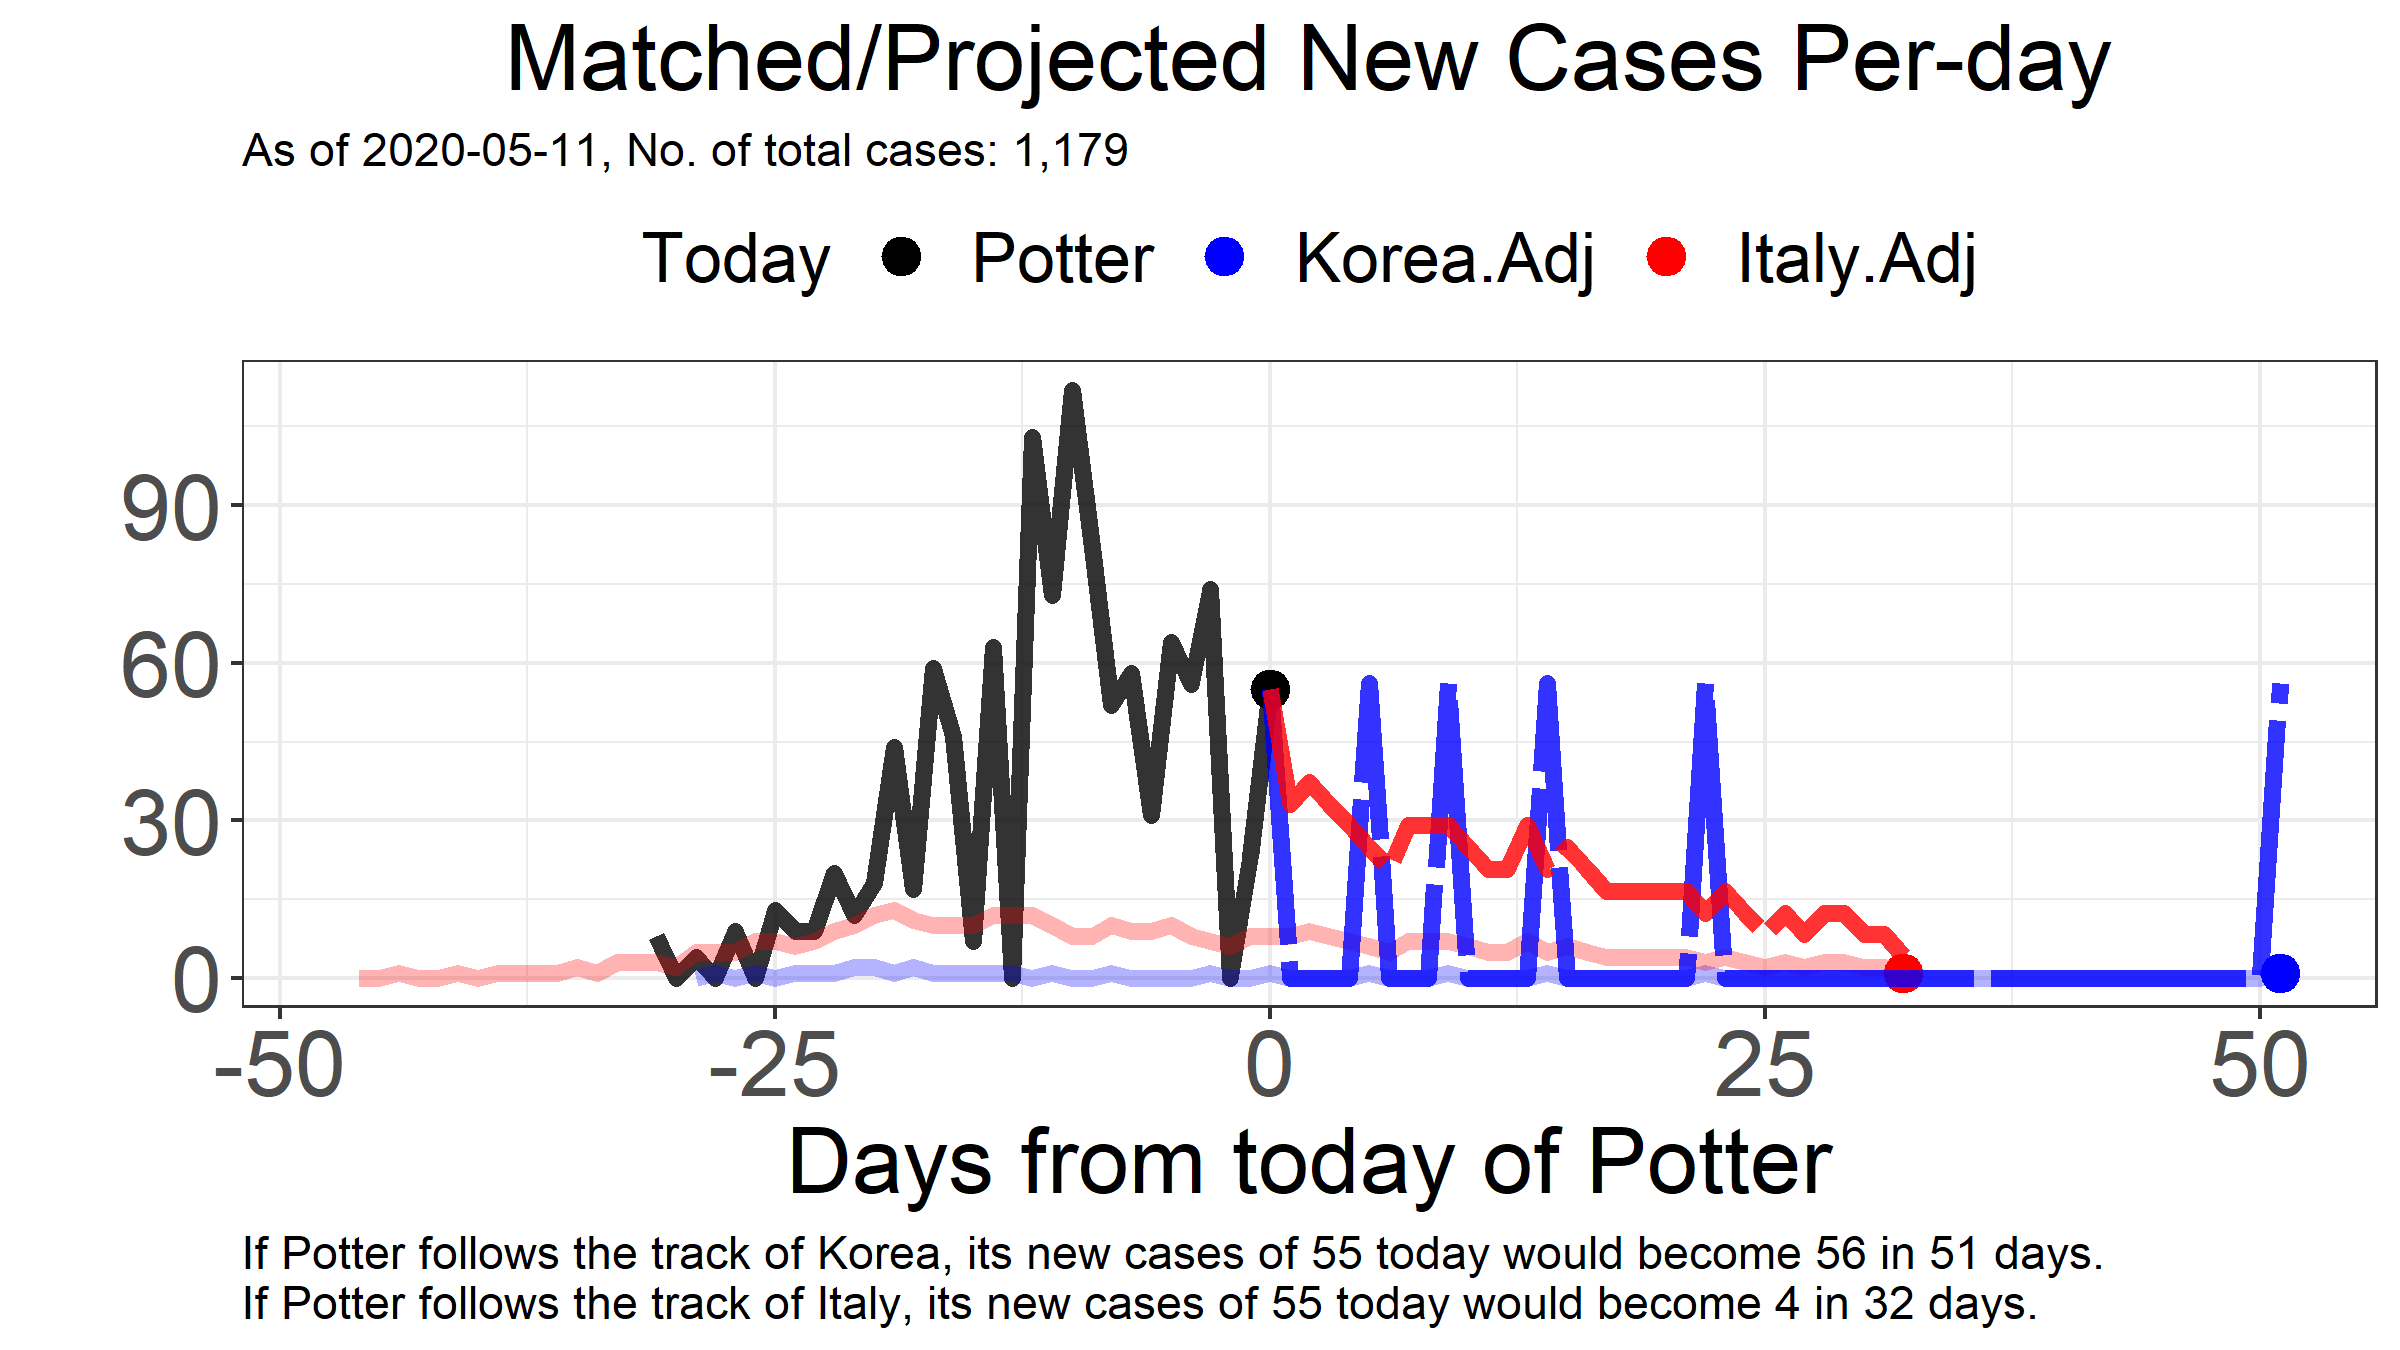 Matched/Projected New Cases Per-day
As of 2020-05-11, No. of total cases: 1,179
Today Potter Korea.Adj Italy.Adj
90
60
30
0
-50 -25 0 25 50
Days from today of Potter
If Potter follows the track of Korea, its new cases of 55 today would become 56 in 51 days.
If Potter follows the track of Italy, its new cases of 55 today would become 4 in 32 days.